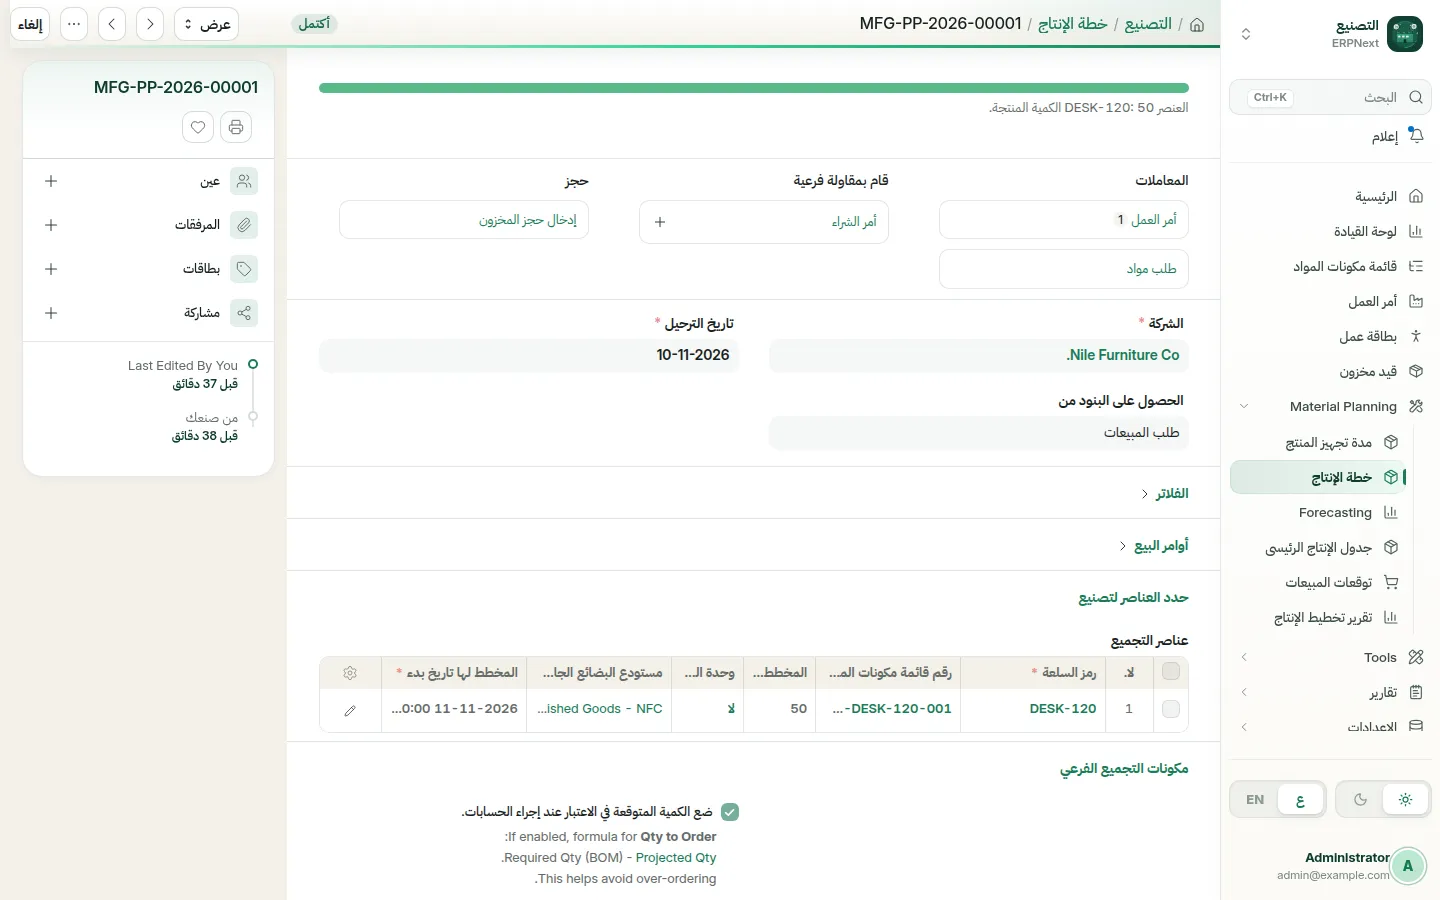 التصنيع
ERPNext
البحث
Ctrl+K
إعلام
الرئيسية
لوحة القيادة
قائمة مكونات المواد
أمر العمل
بطاقة عمل
قيد مخزون
Material Planning
مدة تجهيز المنتج
خطة الإنتاج
Forecasting
جدول الإنتاج الرئيسي
توقعات المبيعات
تقرير تخطيط الإنتاج
Tools
تقارير
الاعدادات
ع
EN
Administrator
admin@example.com
A
/ التصنيع / خطة الإنتاج / MFG-PP-2026-00001
أكتمل
عرض
...
إلغاء
العنصر DESK-120: 50 الكمية المنتجة.
المعاملات
أمر العمل 1
طلب مواد
قام بمقاولة فرعية
أمر الشراء
حجز
إدخال حجز المخزون
الشركة *
Nile Furniture Co.
تاريخ الترحيل *
10-11-2026
الحصول على البنود من
طلب المبيعات
الفلاتر
أوامر البيع
حدد العناصر لتصنيع
عناصر التجميع
لا. رمز السلعة * رقم قائمة مكونات المـ... المخطط... وحدة الـ... مستودع البضائع الجا... المخطط لها تاريخ بدء *
1 DESK-120 ...-DESK-120-001 50 لا ...ished Goods - NFC 11-11-2026 0:00...
مكونات التجميع الفرعي
ضع الكمية المتوقعة في الاعتبار عند إجراء الحسابات.
If enabled, formula for Qty to Order:
Required Qty (BOM) - Projected Qty.
This helps avoid over-ordering.
MFG-PP-2026-00001
عين
المرفقات
بطاقات
مشاركة
Last Edited By You
قبل 37 دقائق
من صنعك
قبل 38 دقائق